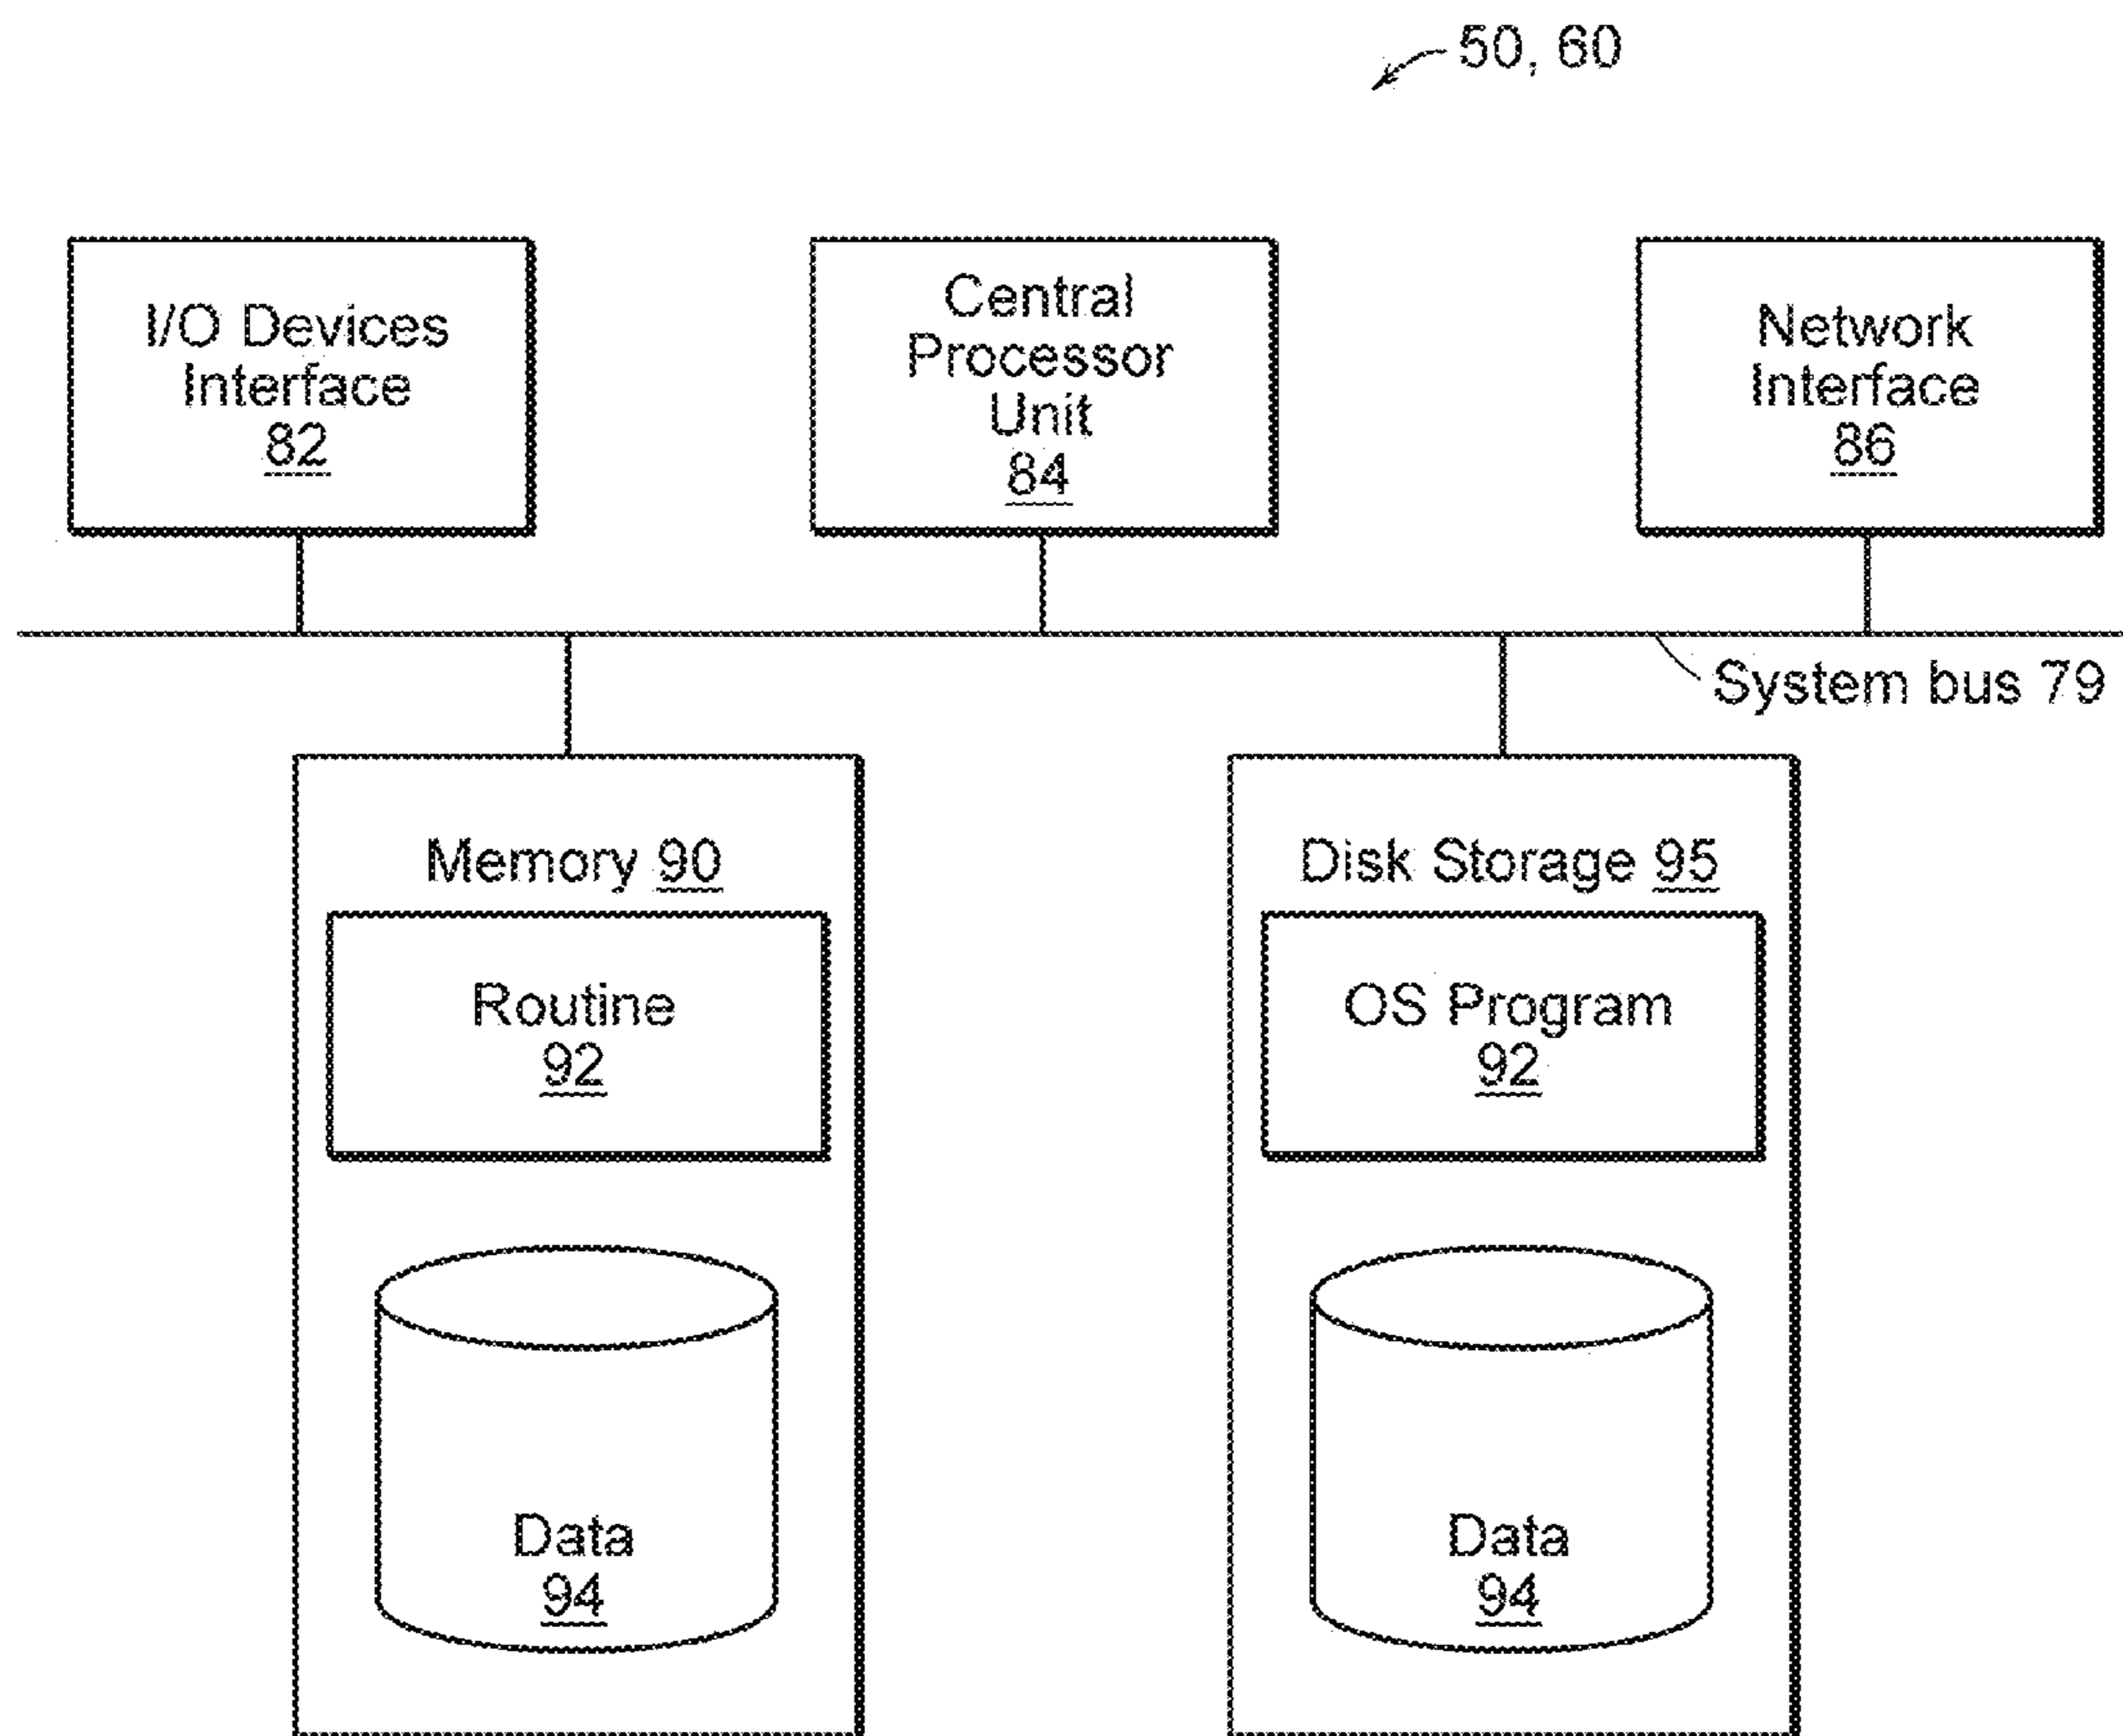 50, 60
I/O Devices
Interface
82
Central
Processor
Unit
84
Network
Interface
86
System bus 79
Memory 90
Routine
92
Data
94
Disk Storage 95
OS Program
92
Data
94